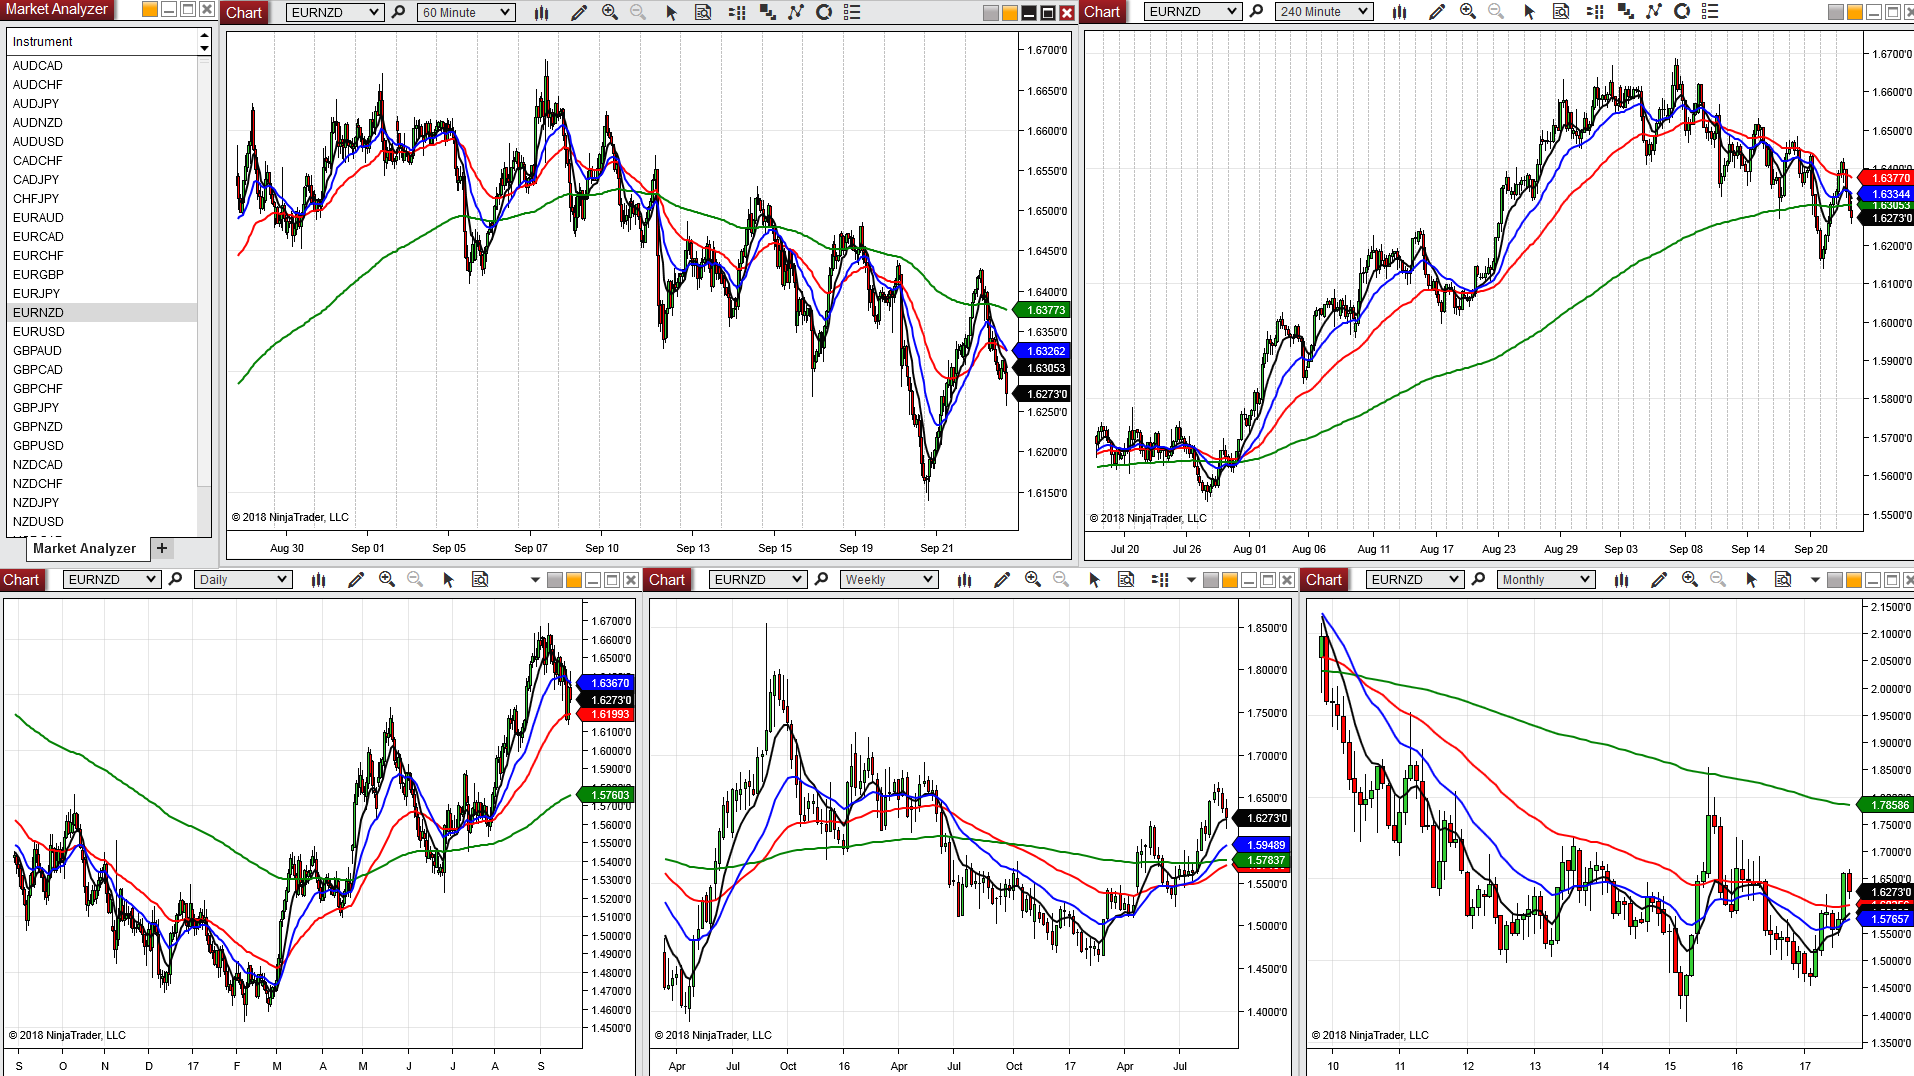 Market Analyzer
Instrument
AUDCAD
AUDCHF
AUDJPY
AUDNZD
AUDUSD
CADCHF
CADJPY
CHFJPY
EURAUD
EURCAD
EURCHF
EURGBP
EURJPY
EURNZD
EURUSD
GBPAUD
GBPCAD
GBPCHF
GBPJPY
GBPNZD
GBPUSD
NZDCAD
NZDCHF
NZDJPY
NZDUSD
Market Analyzer +
Chart EURNZD 60 Minute
1.6700'0
1.6650'0
1.6600'0
1.6550'0
1.6500'0
1.6450'0
1.6400'0
1.63773
1.6350'0
1.63262
1.63053
1.6273'0
1.6250'0
1.6200'0
1.6150'0
© 2018 NinjaTrader, LLC
Aug 30 Sep 01 Sep 05 Sep 07 Sep 10 Sep 13 Sep 15 Sep 19 Sep 21
Chart EURNZD 240 Minute
1.6700'0
1.6600'0
1.6500'0
1.63770
1.63344
1.63053
1.6273'0
1.6200'0
1.6100'0
1.6000'0
1.5900'0
1.5800'0
1.5700'0
1.5600'0
1.5500'0
© 2018 NinjaTrader, LLC
Jul 20 Jul 26 Aug 01 Aug 06 Aug 11 Aug 17 Aug 23 Aug 29 Sep 03 Sep 08 Sep 14 Sep 20
Chart EURNZD Daily
1.6700'0
1.6600'0
1.6500'0
1.63670
1.6273'0
1.61993
1.6100'0
1.6000'0
1.5900'0
1.5800'0
1.57603
1.5700'0
1.5600'0
1.5500'0
1.5400'0
1.5300'0
1.5200'0
1.5100'0
1.5000'0
1.4900'0
1.4800'0
1.4700'0
1.4600'0
1.4500'0
© 2018 NinjaTrader, LLC
S O N D 17 F M A M J J A S
Chart EURNZD Weekly
1.8500'0
1.8000'0
1.7500'0
1.7000'0
1.6500'0
1.6273'0
1.59489
1.57837
1.5500'0
1.5000'0
1.4500'0
1.4000'0
© 2018 NinjaTrader, LLC
Apr Jul Oct 16 Apr Jul Oct 17 Apr Jul
Chart EURNZD Monthly
2.1500'0
2.1000'0
2.0500'0
2.0000'0
1.9500'0
1.9000'0
1.8500'0
1.8000'0
1.78586
1.7500'0
1.7000'0
1.6500'0
1.6273'0
1.57657
1.5500'0
1.5000'0
1.4500'0
1.4000'0
1.3500'0
© 2018 NinjaTrader, LLC
10 11 12 13 14 15 16 17